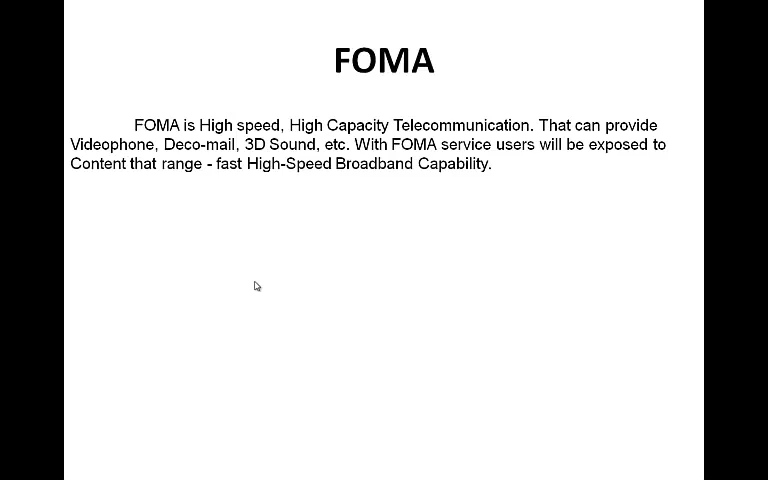 FOMA
FOMA is High speed, High Capacity Telecommunication. That can provide
Videophone, Deco-mail, 3D Sound, etc. With FOMA service users will be exposed to
Content that range - fast High-Speed Broadband Capability.